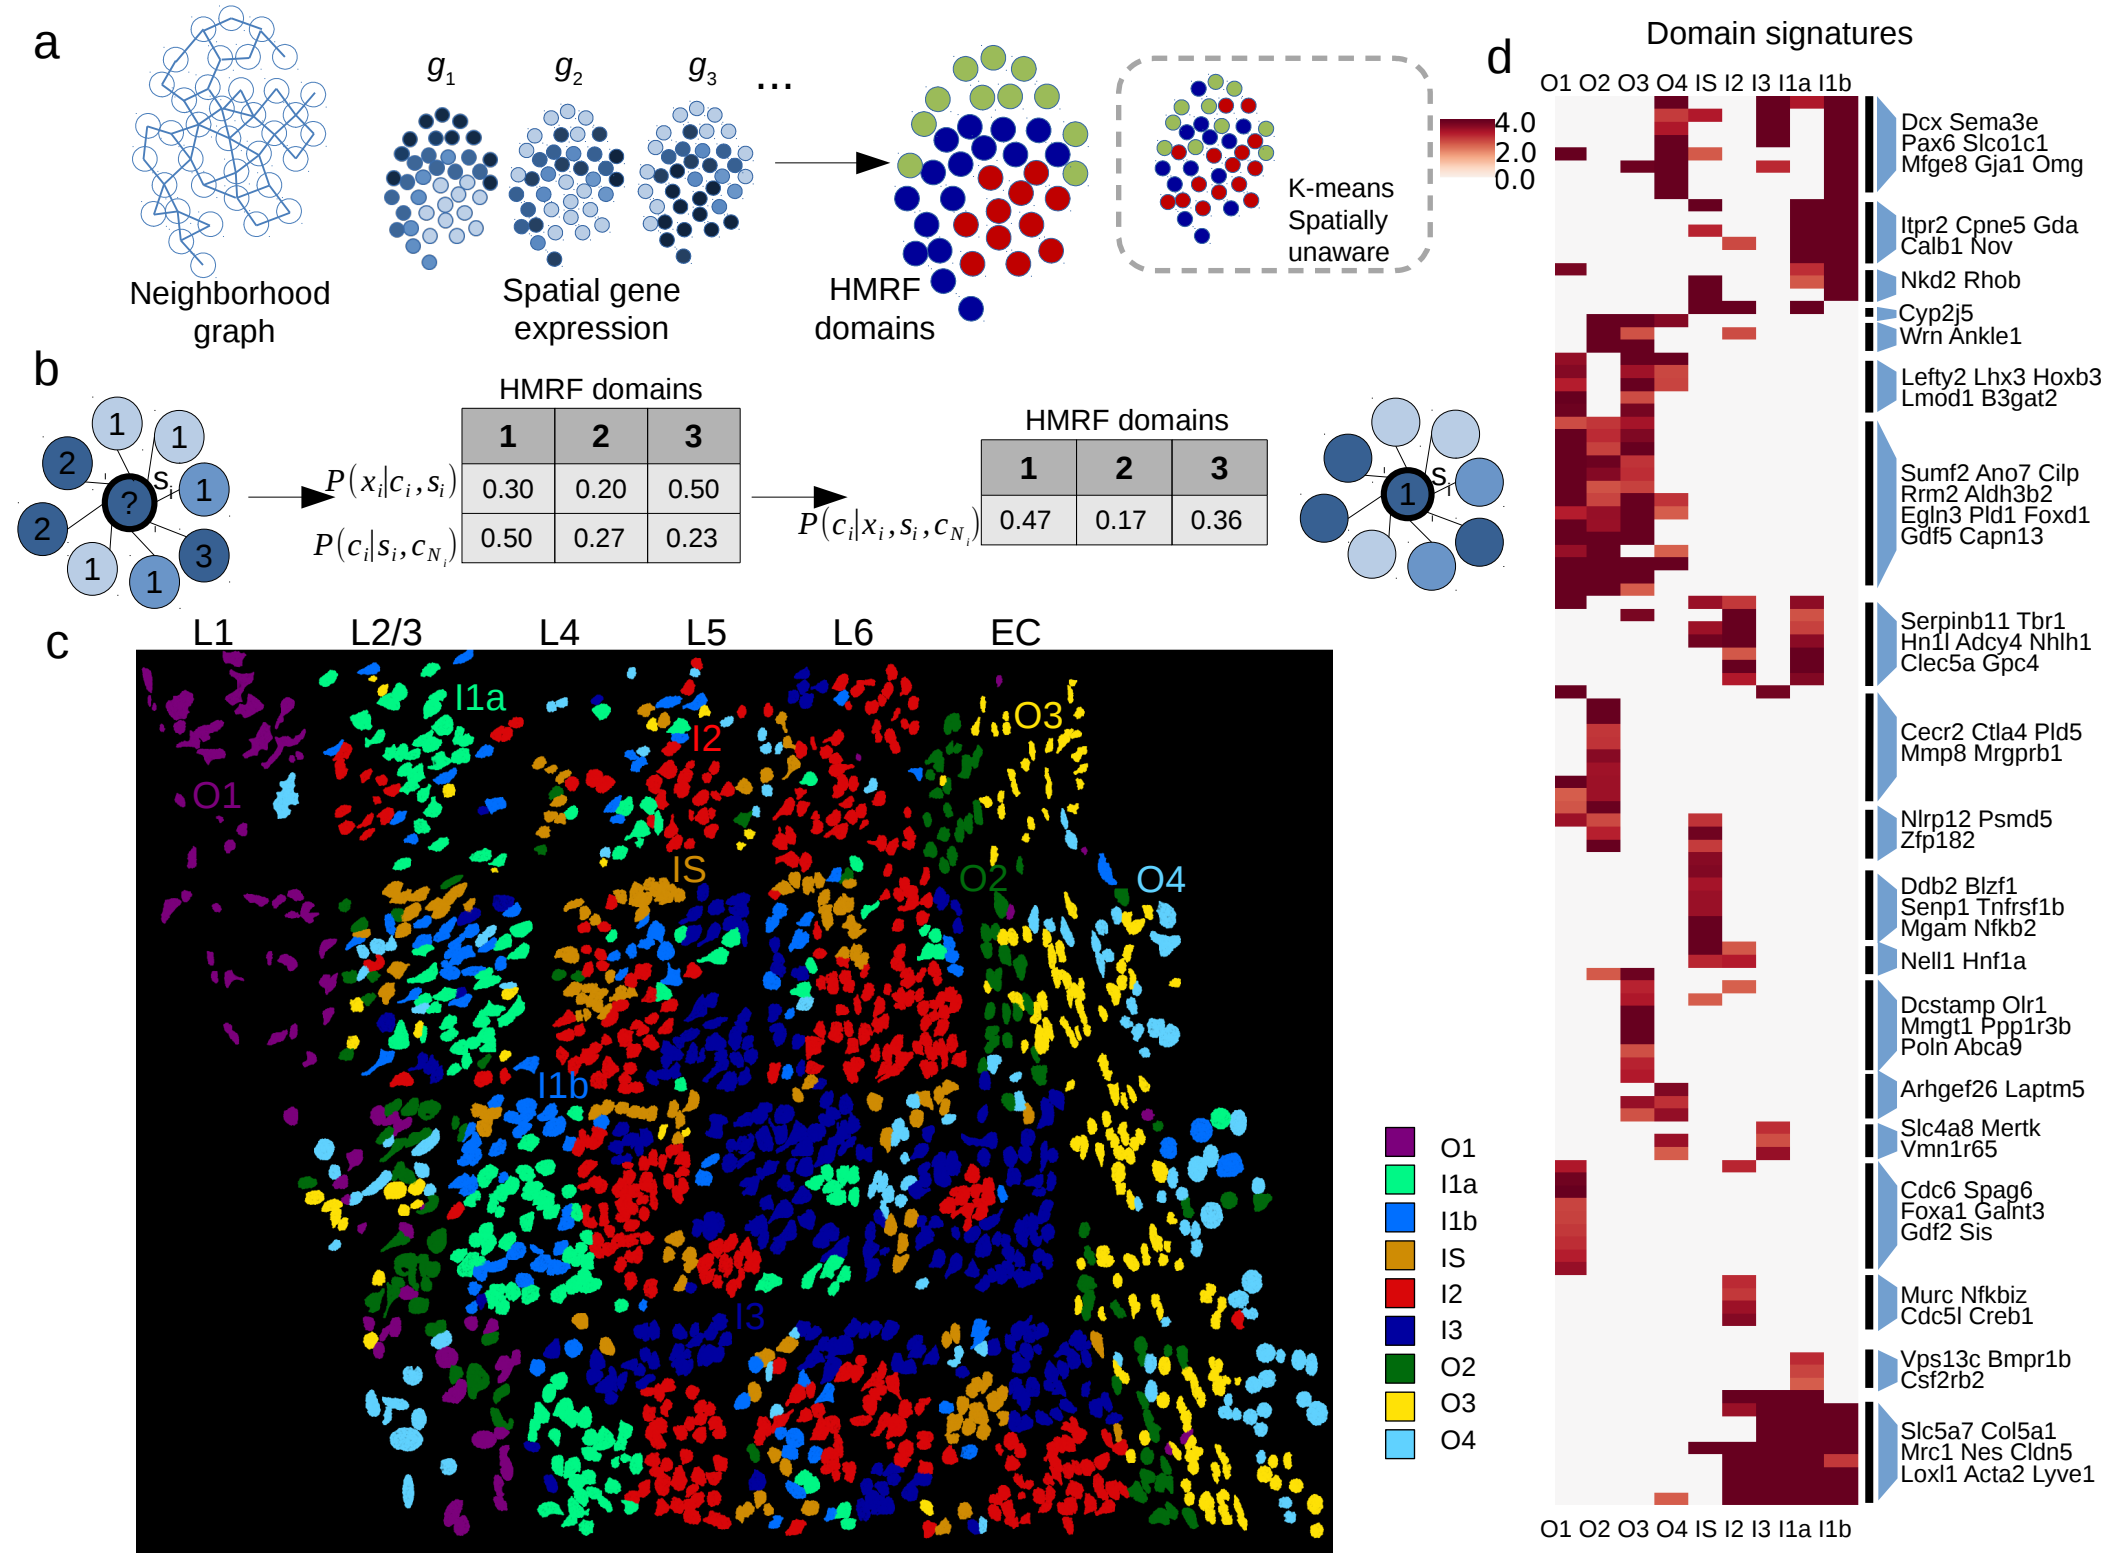 a
g1
g2
g3
...
Neighborhood
graph
Spatial gene
expression
HMRF
domains
K-means
Spatially
unaware
b
1
1
2
1
?
si
2
3
1
1
HMRF domains
1 2 3
P(xi|ci, si) 0.30 0.20 0.50
P(ci|si, cNi) 0.50 0.27 0.23
HMRF domains
1 2 3
P(ci|xi, si, cNi) 0.47 0.17 0.36
si
1
c
L1 L2/3 L4 L5 L6 EC
I1a
O3
I2
O1
IS
O2
O4
I1b
I3
O1
I1a
I1b
IS
I2
I3
O2
O3
O4
d
Domain signatures
O1 O2 O3 O4 IS I2 I3 I1a I1b
4.0
2.0
0.0
Dcx Sema3e
Pax6 Slco1c1
Mfge8 Gja1 Omg
Itpr2 Cpne5 Gda
Calb1 Nov
Nkd2 Rhob
Cyp2j5
Wrn Ankle1
Lefty2 Lhx3 Hoxb3
Lmod1 B3gat2
Sumf2 Ano7 Cilp
Rrm2 Aldh3b2
Egln3 Pld1 Foxd1
Gdf5 Capn13
Serpinb11 Tbr1
Hn1l Adcy4 Nhlh1
Clec5a Gpc4
Cecr2 Ctla4 Pld5
Mmp8 Mrgprb1
Nlrp12 Psmd5
Zfp182
Ddb2 Blzf1
Senp1 Tnfrsf1b
Mgam Nfkb2
Nell1 Hnf1a
Dcstamp Olr1
Mmgt1 Ppp1r3b
Poln Abca9
Arhgef26 Laptm5
Slc4a8 Mertk
Vmn1r65
Cdc6 Spag6
Foxa1 Galnt3
Gdf2 Sis
Murc Nfkbiz
Cdc5l Creb1
Vps13c Bmpr1b
Csf2rb2
Slc5a7 Col5a1
Mrc1 Nes Cldn5
Loxl1 Acta2 Lyve1
O1 O2 O3 O4 IS I2 I3 I1a I1b